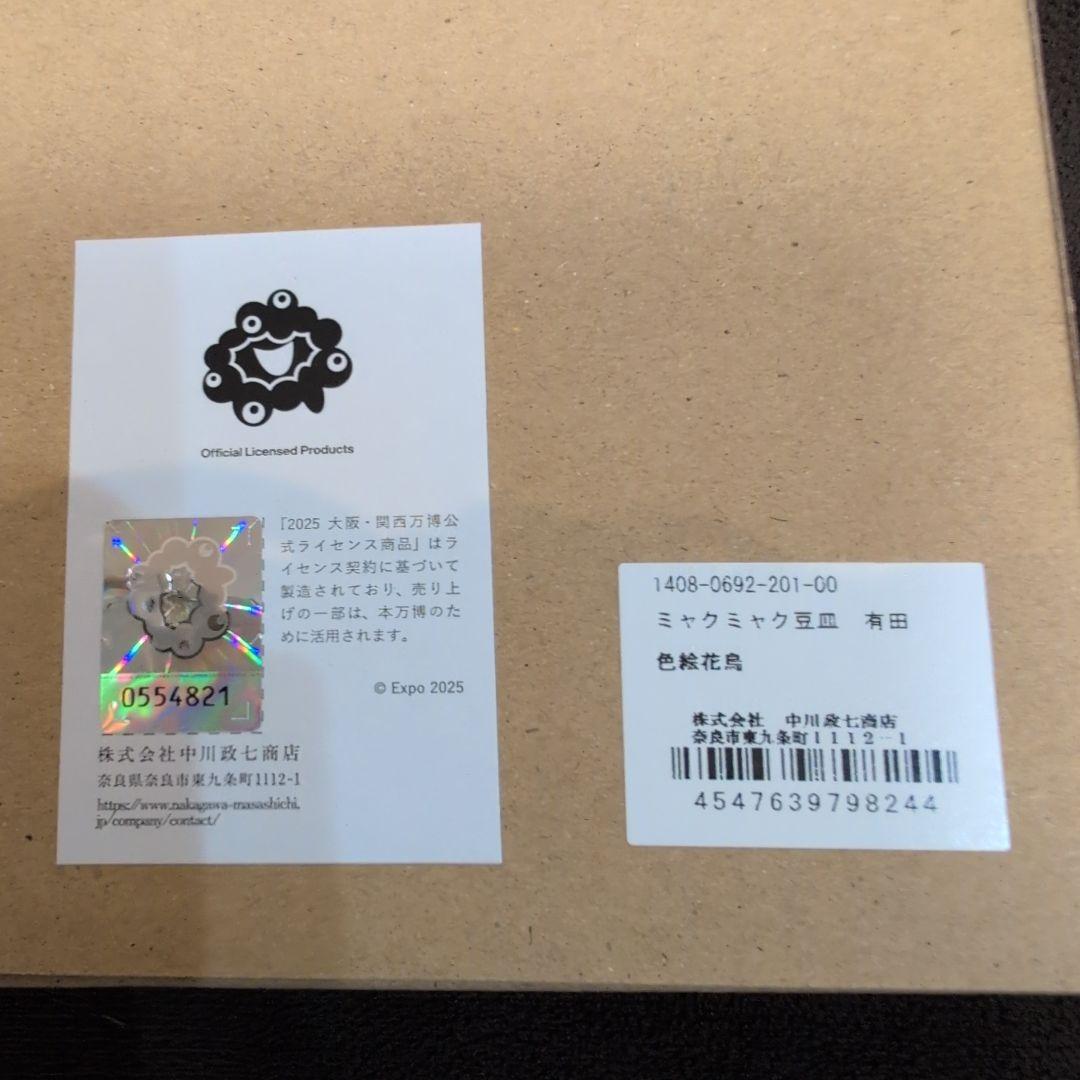 Official Licensed Products
「2025 大阪・関西万博公
式ライセンス商品」はラ
イセンス契約に基づいて
製造されており、売り上
げの一部は、本万博のた
めに活用されます。
© Expo 2025
0554821
株式会社中川政七商店
奈良県奈良市東九条町1112-1
https://www.nakagawa-masashichi.
jp/company/contact/
1408-0692-201-00
ミャクミャク豆皿　有田
色絵花鳥
株式会社　中川政七商店
奈良市東九条町1112-1
4547639798244